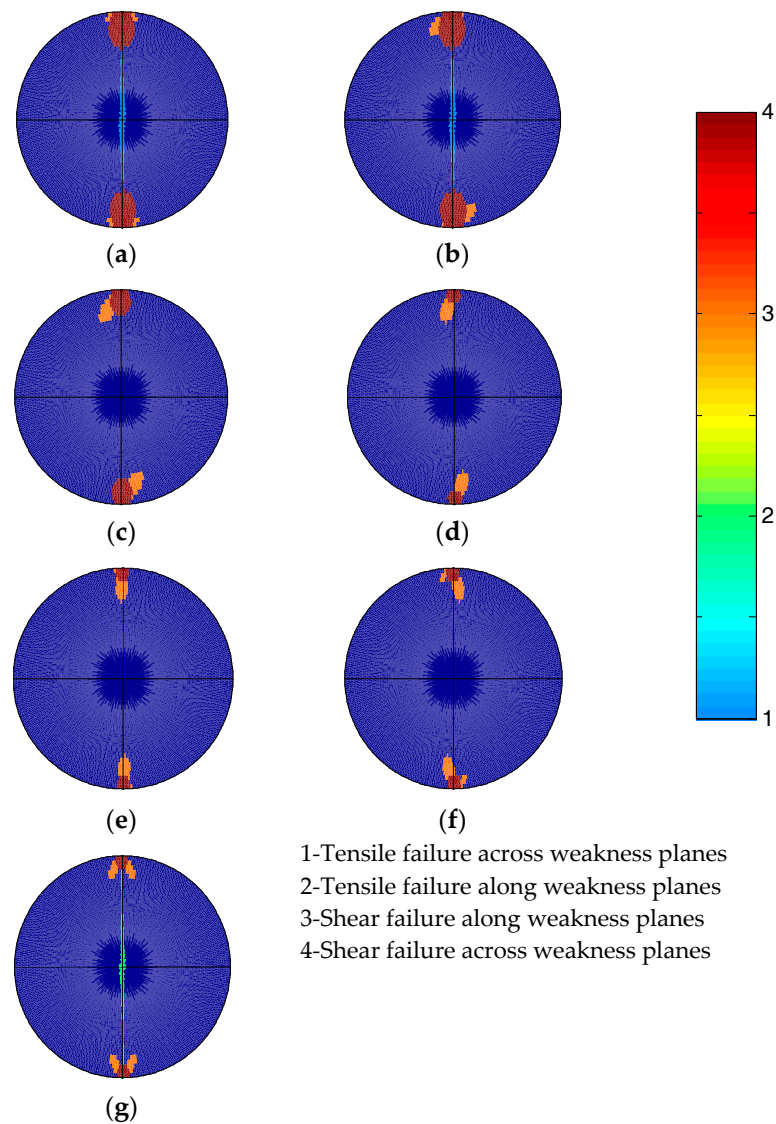 (a)
(b)
(c)
(d)
(e)
(f)
(g)
4
3
2
1
1-Tensile failure across weakness planes
2-Tensile failure along weakness planes
3-Shear failure along weakness planes
4-Shear failure across weakness planes